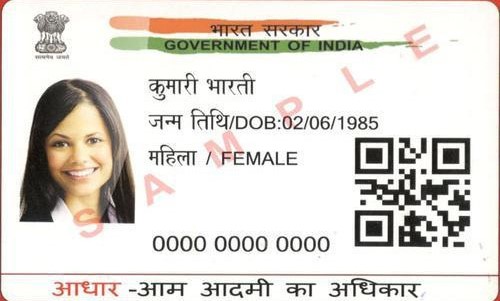 भारत सरकार
GOVERNMENT OF INDIA
सत्यमेव जयते
कुमारी भारती
जन्म तिथि/DOB:02/06/1985
महिला / FEMALE
SAMPLE
0000 0000 0000
आधार -आम आदमी का अधिकार